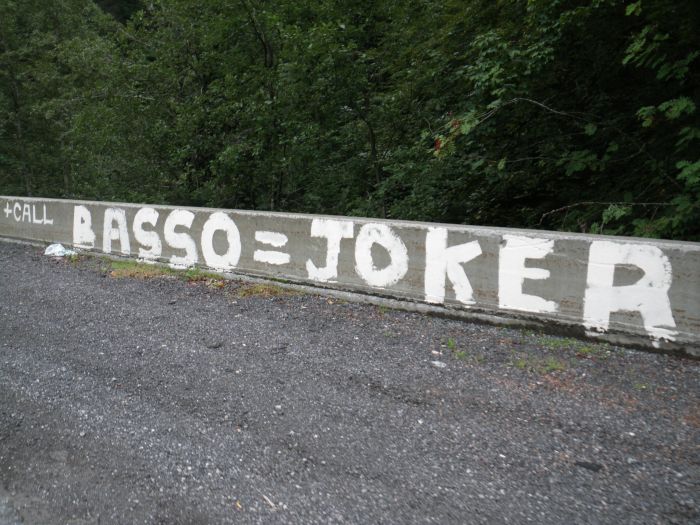 +CALL BASSO = JOKER